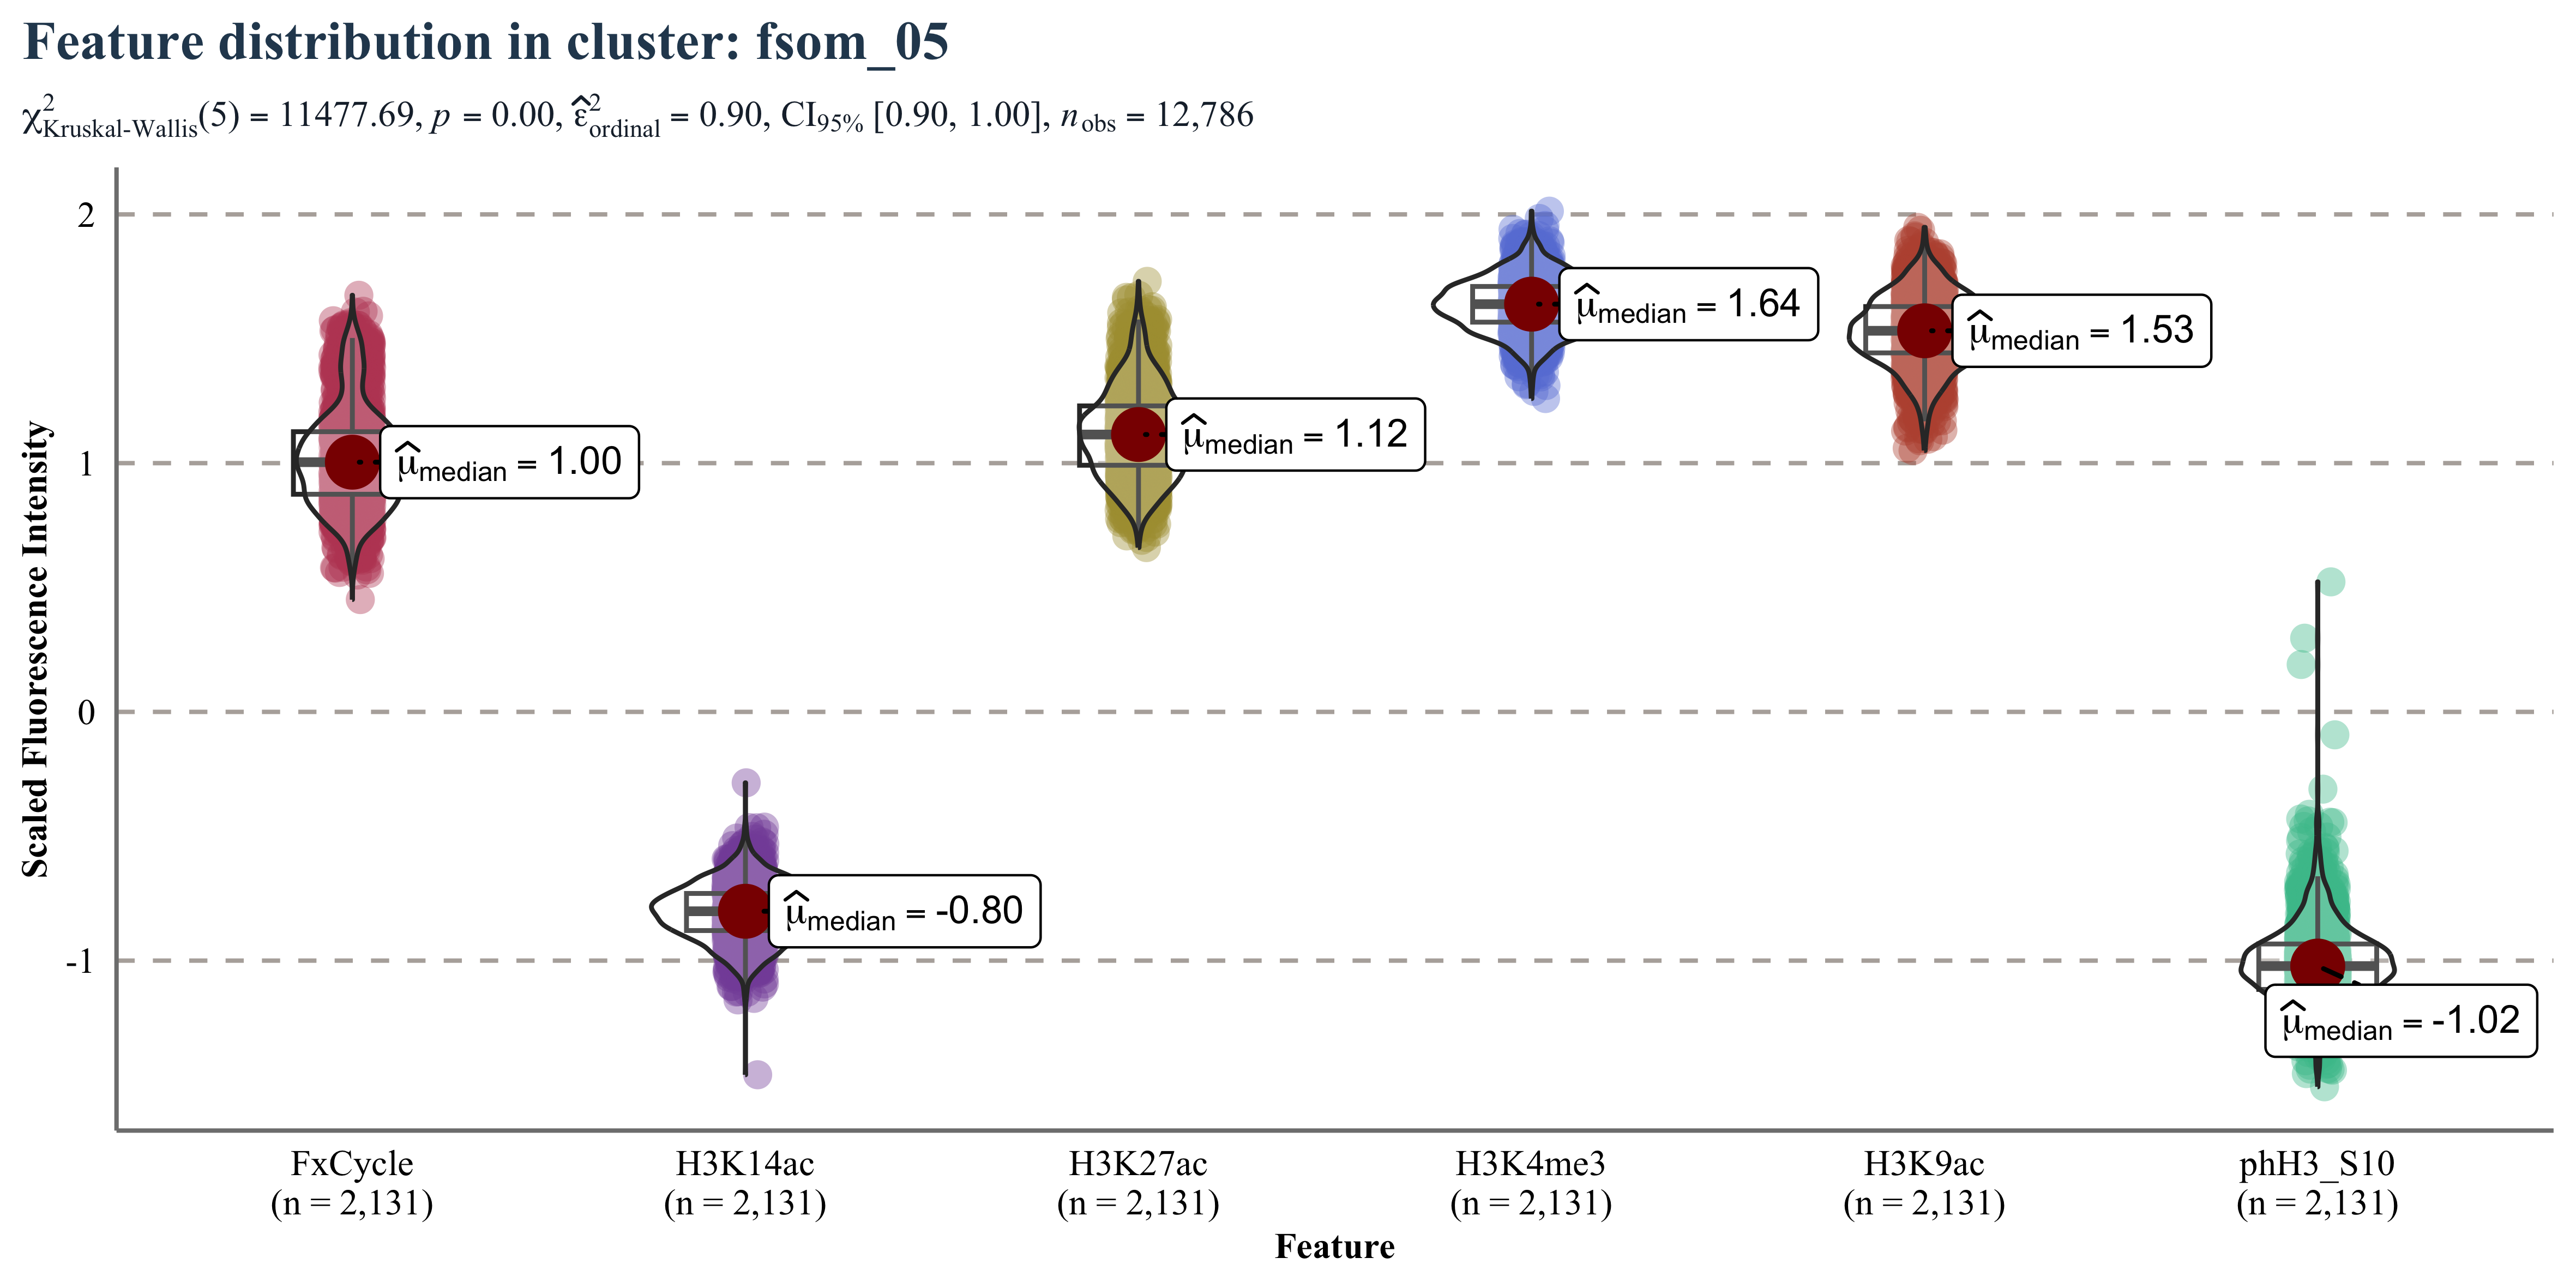 Feature distribution in cluster: fsom_05
χ²Kruskal-Wallis(5) = 11477.69, p = 0.00, ε̂²ordinal = 0.90, CI95% [0.90, 1.00], nobs = 12,786
Scaled Fluorescence Intensity
2
1
0
-1
μ̂median = 1.00
μ̂median = -0.80
μ̂median = 1.12
μ̂median = 1.64
μ̂median = 1.53
μ̂median = -1.02
FxCycle
(n = 2,131)
H3K14ac
(n = 2,131)
H3K27ac
(n = 2,131)
H3K4me3
(n = 2,131)
H3K9ac
(n = 2,131)
phH3_S10
(n = 2,131)
Feature